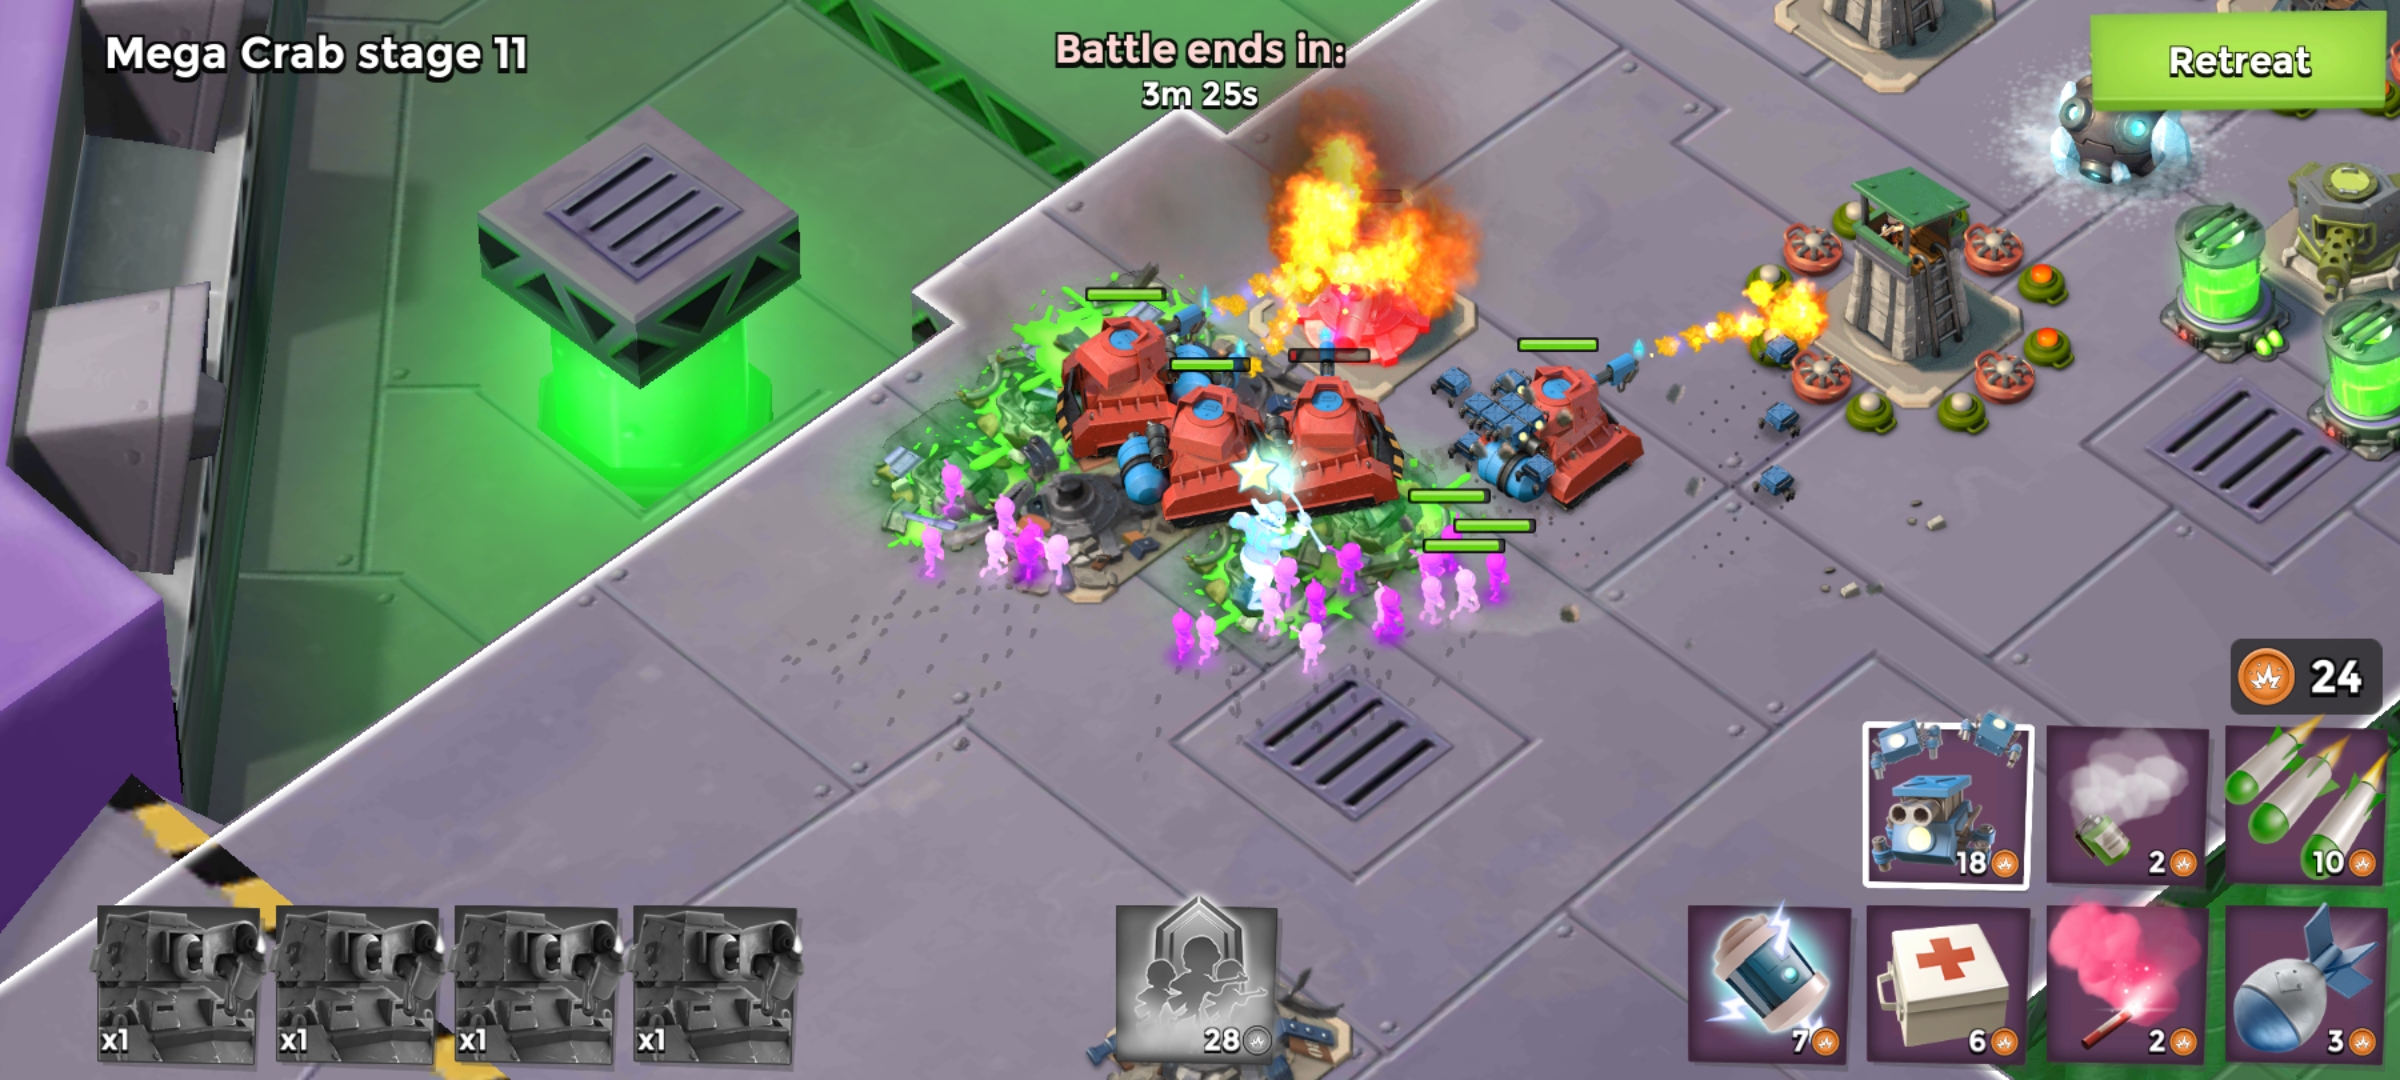 Mega Crab stage 11
Battle ends in:
3m 25s
Retreat
24
18
2
10
x1
x1
x1
x1
28
7
6
2
3